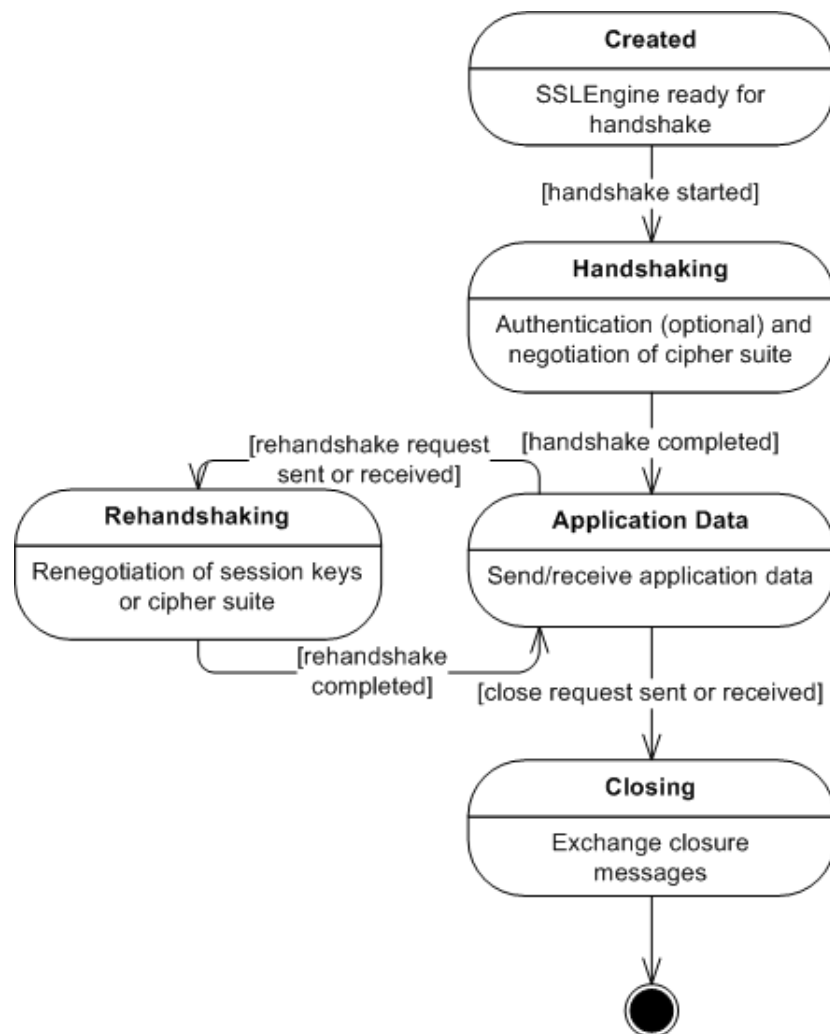 Created
SSLEngine ready for
handshake
[handshake started]
Handshaking
Authentication (optional) and
negotiation of cipher suite
[handshake completed]
[rehandshake request
sent or received]
Rehandshaking
Renegotiation of session keys
or cipher suite
Application Data
Send/receive application data
[rehandshake
completed]
[close request sent or received]
Closing
Exchange closure
messages